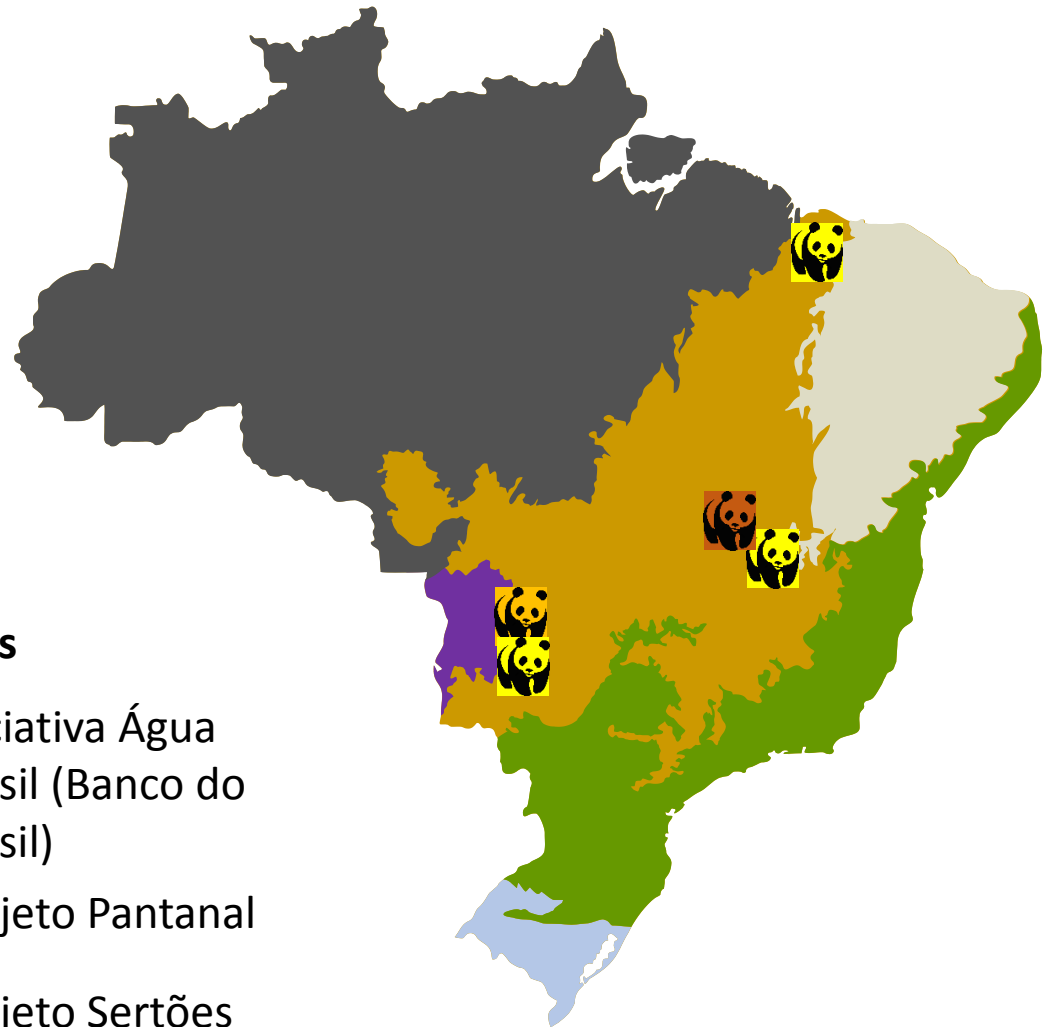 s
ciativa Água
sil (Banco do
sil)
jeto Pantanal
jeto Sertões